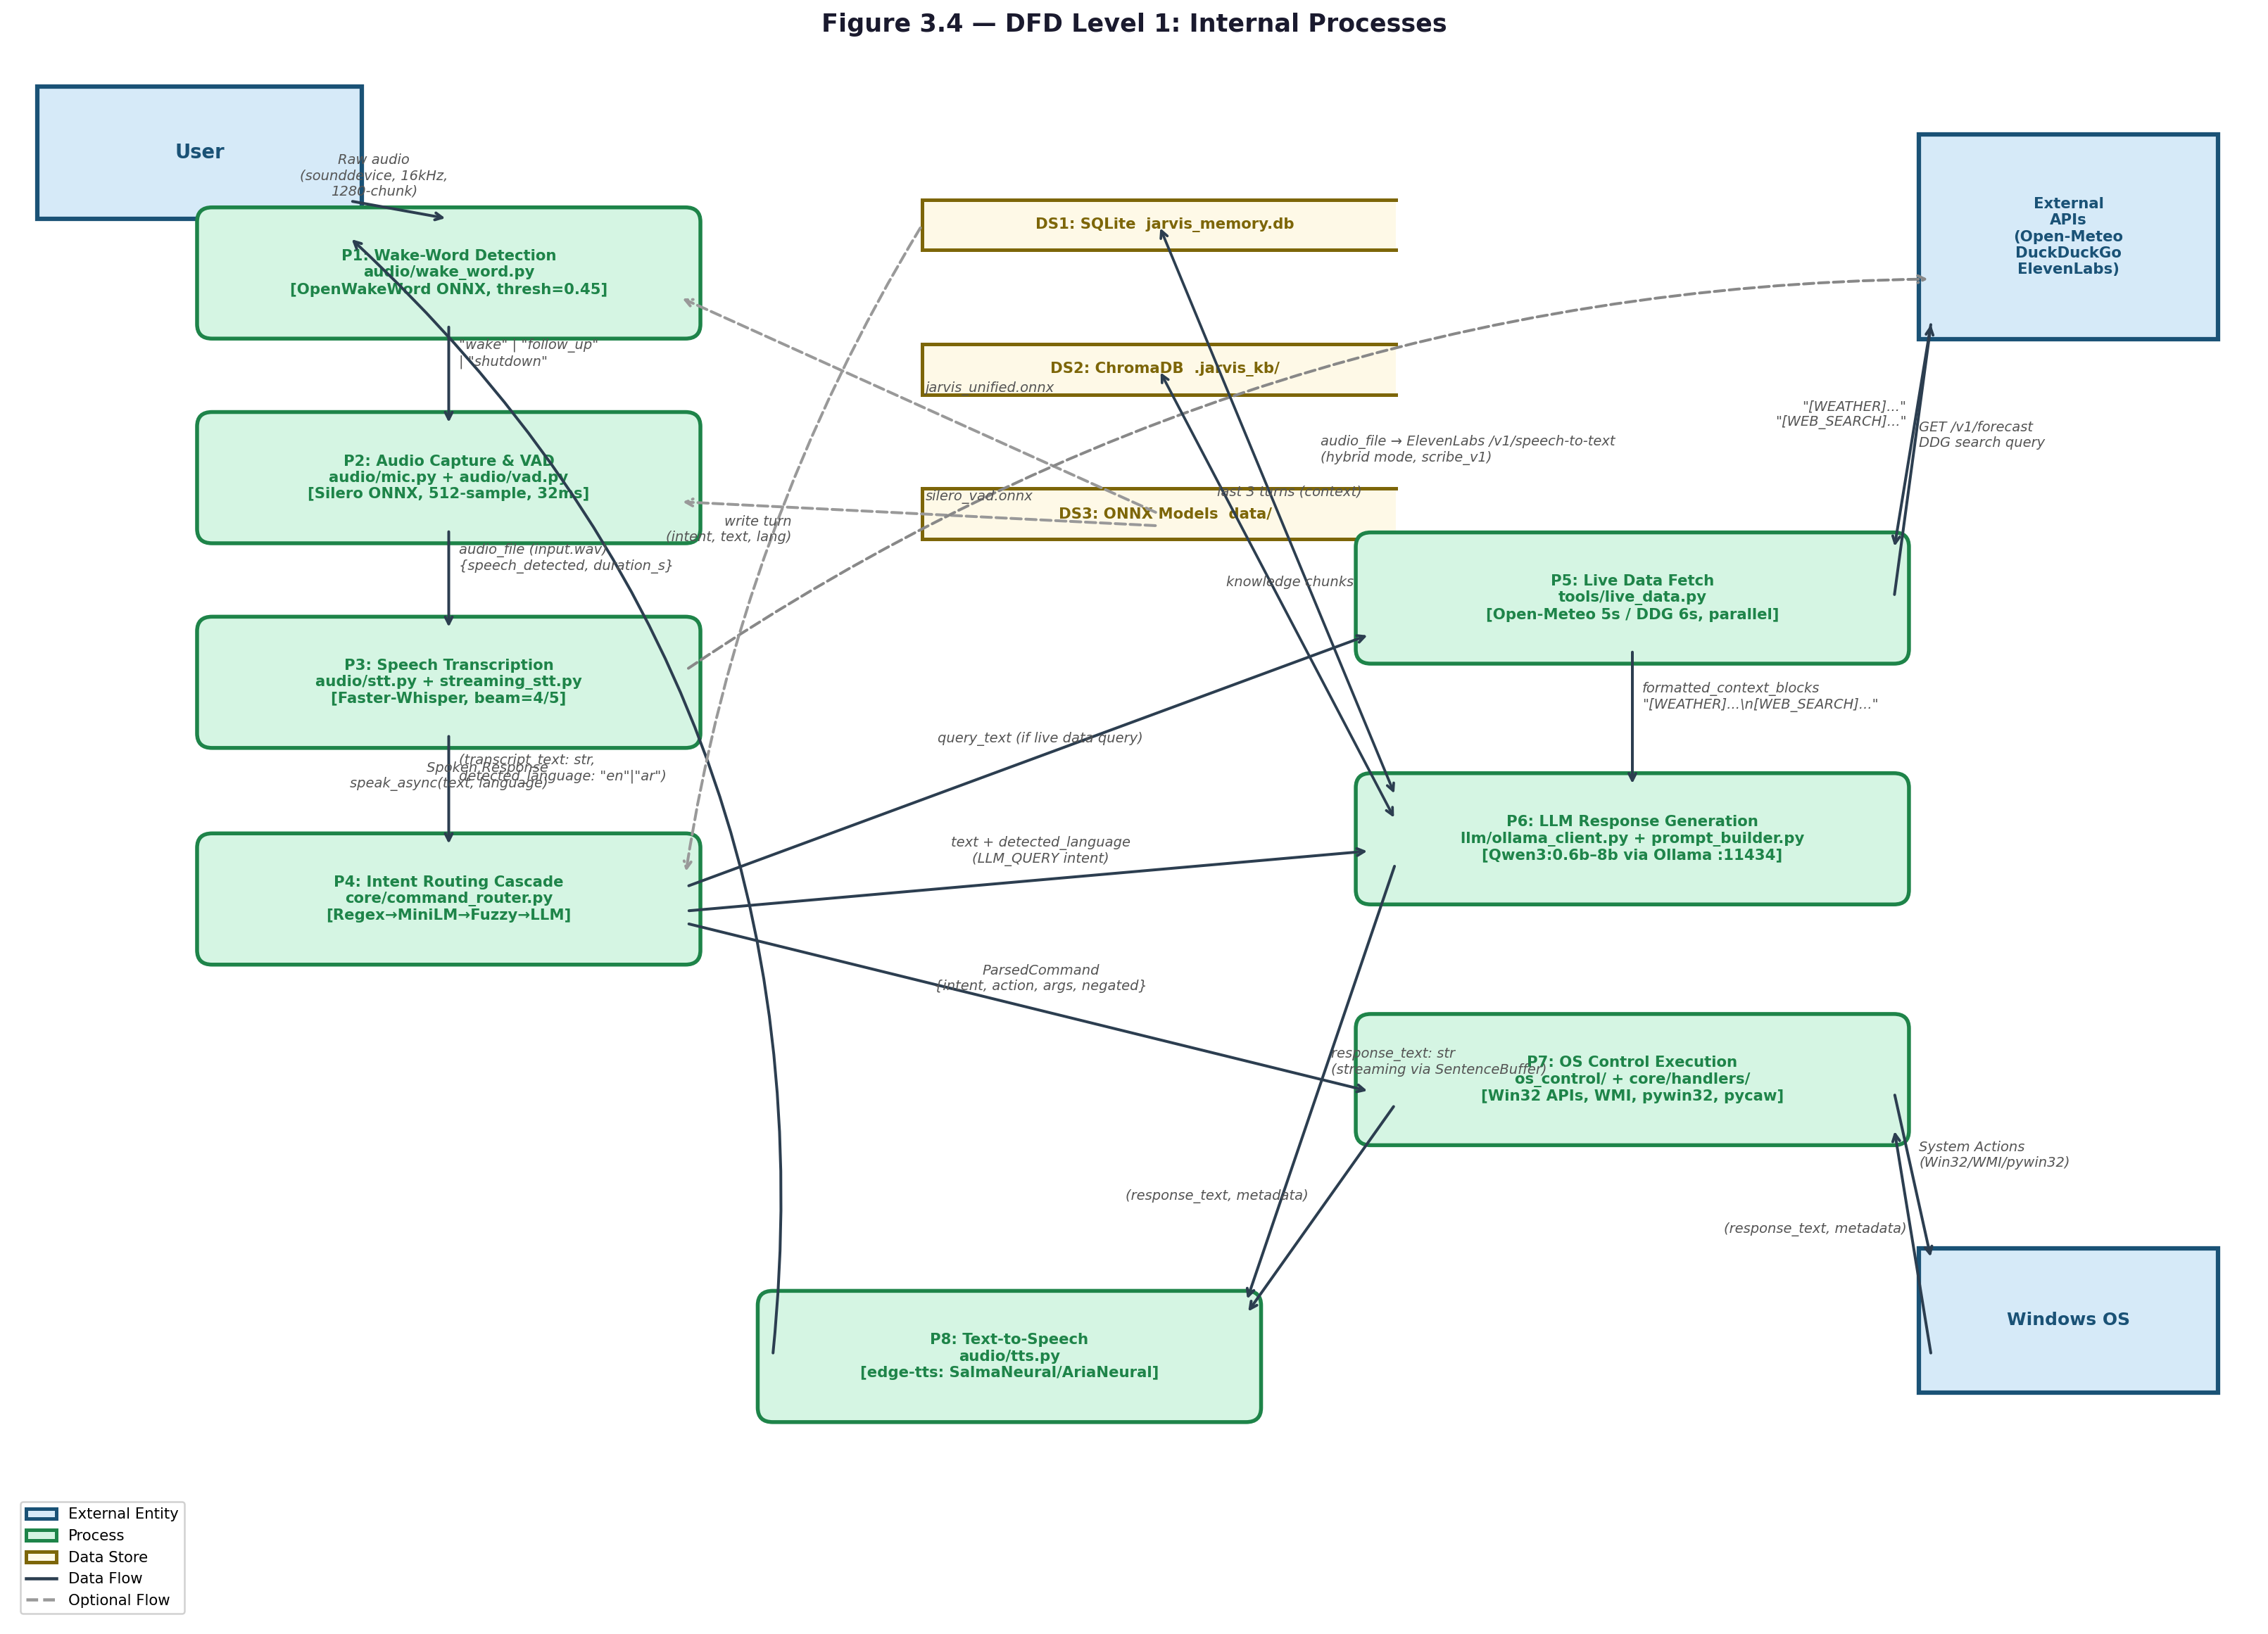 Figure 3.4 — DFD Level 1: Internal Processes
User
Raw audio
(sounddevice, 16kHz,
1280-chunk)
P1: Wake-Word Detection
audio/wake_word.py
[OpenWakeWord ONNX, thresh=0.45]
"wake" | "follow_up"
| "shutdown"
P2: Audio Capture & VAD
audio/mic.py + audio/vad.py
[Silero ONNX, 512-sample, 32ms]
audio_file (input.wav)
{speech_detected, duration_s}
P3: Speech Transcription
audio/stt.py + streaming_stt.py
[Faster-Whisper, beam=4/5]
(transcript_text: str,
detected_language: "en"|"ar")
Spoken Response
speak_async(text, language)
P4: Intent Routing Cascade
core/command_router.py
[Regex→MiniLM→Fuzzy→LLM]
DS1: SQLite  jarvis_memory.db
DS2: ChromaDB  .jarvis_kb/
jarvis_unified.onnx
silero_vad.onnx
DS3: ONNX Models  data/
write turn
(intent, text, lang)
audio_file → ElevenLabs /v1/speech-to-text
(hybrid mode, scribe_v1)
last 3 turns (context)
knowledge chunks
External
APIs
(Open-Meteo
DuckDuckGo
ElevenLabs)
"[WEATHER]…"
"[WEB_SEARCH]…"
GET /v1/forecast
DDG search query
P5: Live Data Fetch
tools/live_data.py
[Open-Meteo 5s / DDG 6s, parallel]
formatted_context_blocks
"[WEATHER]…\n[WEB_SEARCH]…"
query_text (if live data query)
text + detected_language
(LLM_QUERY intent)
P6: LLM Response Generation
llm/ollama_client.py + prompt_builder.py
[Qwen3:0.6b–8b via Ollama :11434]
ParsedCommand
{intent, action, args, negated}
response_text: str
(streaming via SentenceBuffer)
P7: OS Control Execution
os_control/ + core/handlers/
[Win32 APIs, WMI, pywin32, pycaw]
System Actions
(Win32/WMI/pywin32)
(response_text, metadata)
(response_text, metadata)
Windows OS
P8: Text-to-Speech
audio/tts.py
[edge-tts: SalmaNeural/AriaNeural]
External Entity
Process
Data Store
Data Flow
Optional Flow